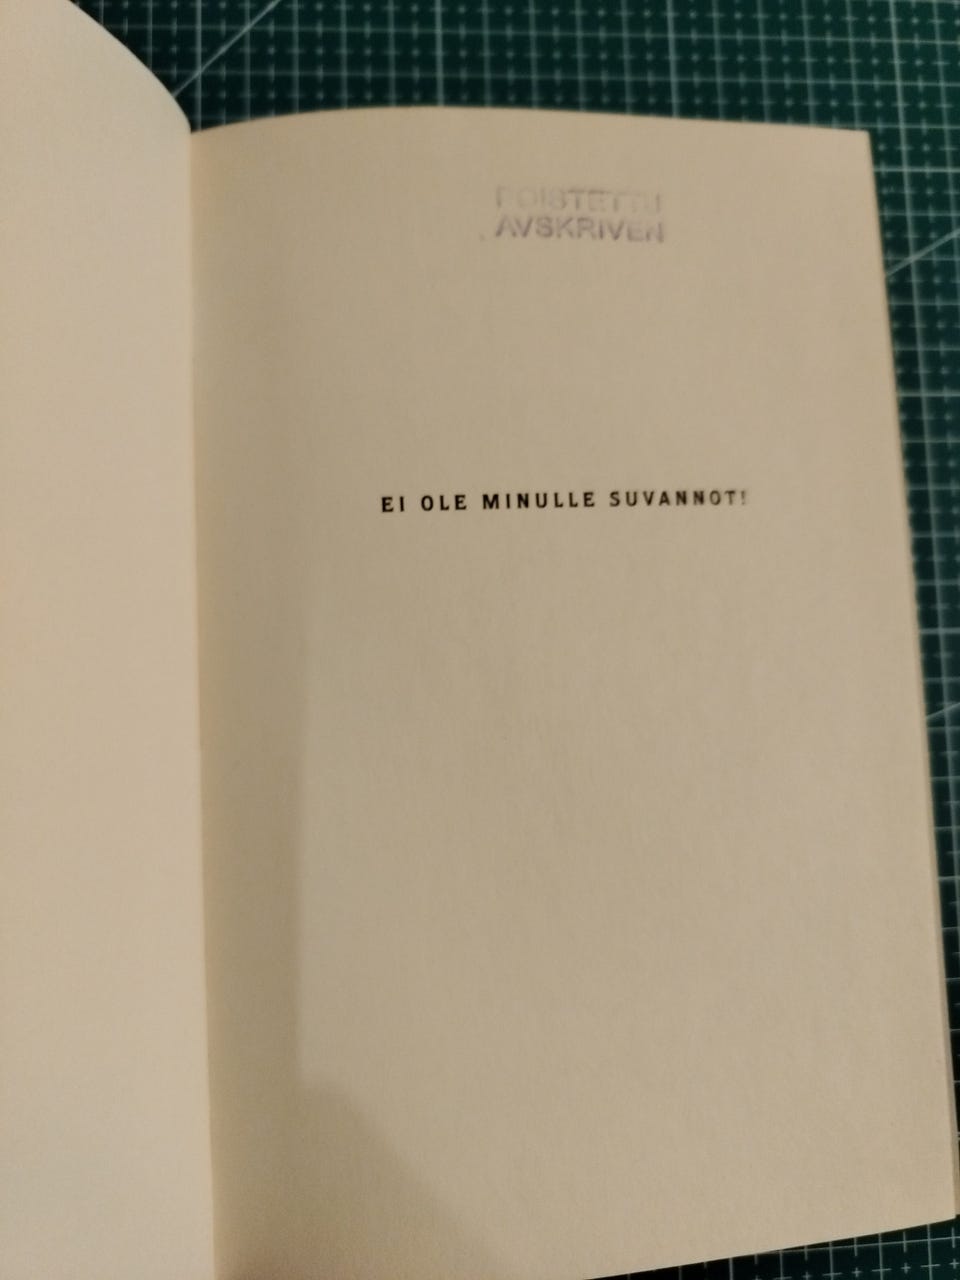 POISTETTU
AVSKRIVEN
EI OLE MINULLE SUVANNOT!